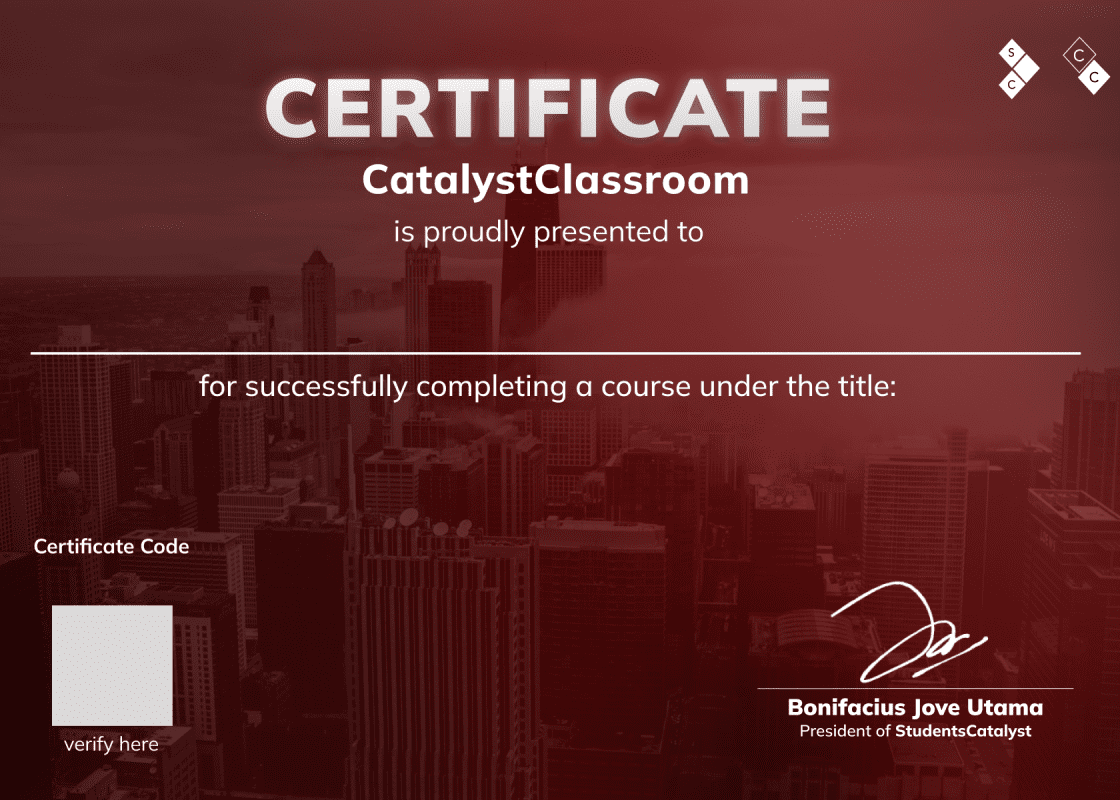 S
C
C
C
CERTIFICATE
CatalystClassroom
is proudly presented to
for successfully completing a course under the title:
Certificate Code
verify here
Bonifacius Jove Utama
President of StudentsCatalyst